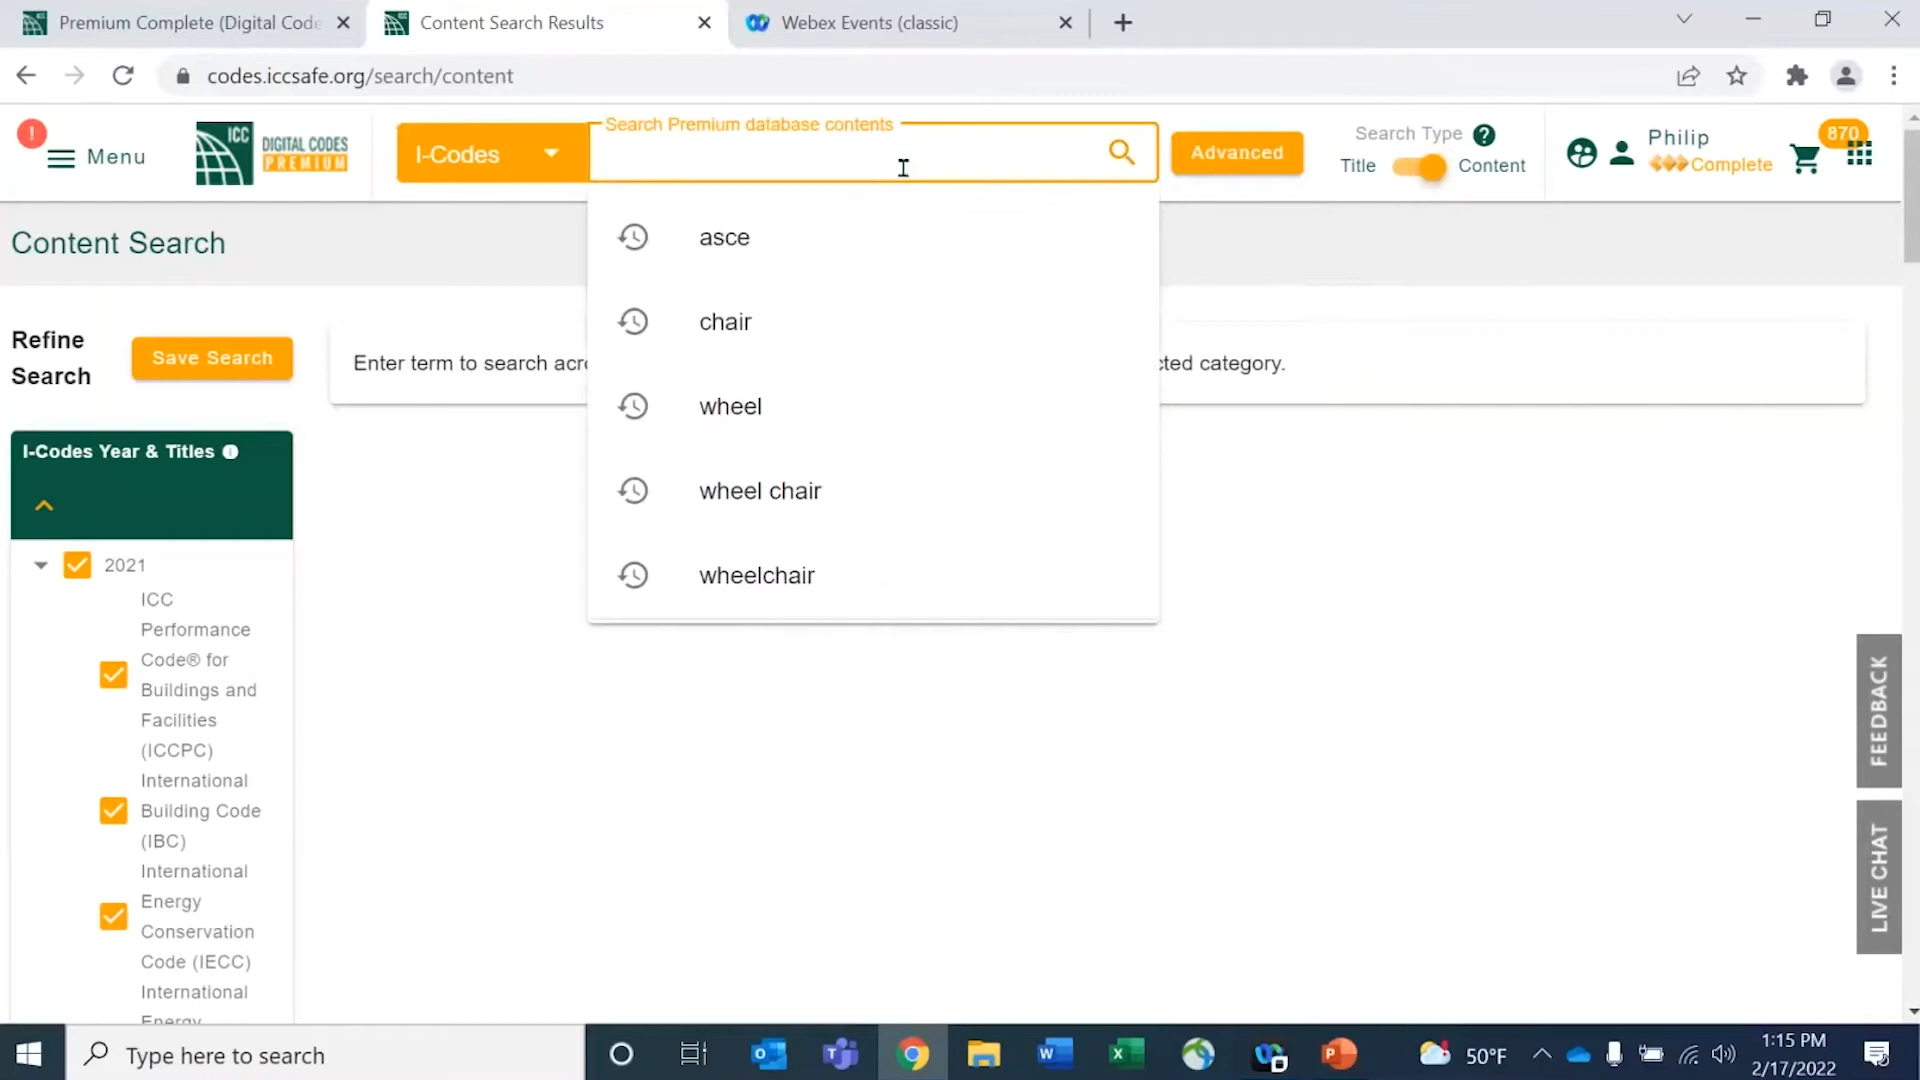 Premium Complete (Digital Code
Content Search Results
Webex Events (classic)
codes.iccsafe.org/search/content
!
Menu
ICC
DIGITAL CODES
PREMIUM
I-Codes
Search Premium database contents
Advanced
Search Type ?
Title
Content
Philip
Complete
870
Content Search
asce
chair
wheel
wheel chair
wheelchair
Refine
Search
Save Search
Enter term to search acro
cted category.
I-Codes Year & Titles
2021
ICC
Performance
Code® for
Buildings and
Facilities
(ICCPC)
International
Building Code
(IBC)
International
Energy
Conservation
Code (IECC)
International
Energy
FEEDBACK
LIVE CHAT
Type here to search
50°F
1:15 PM
2/17/2022